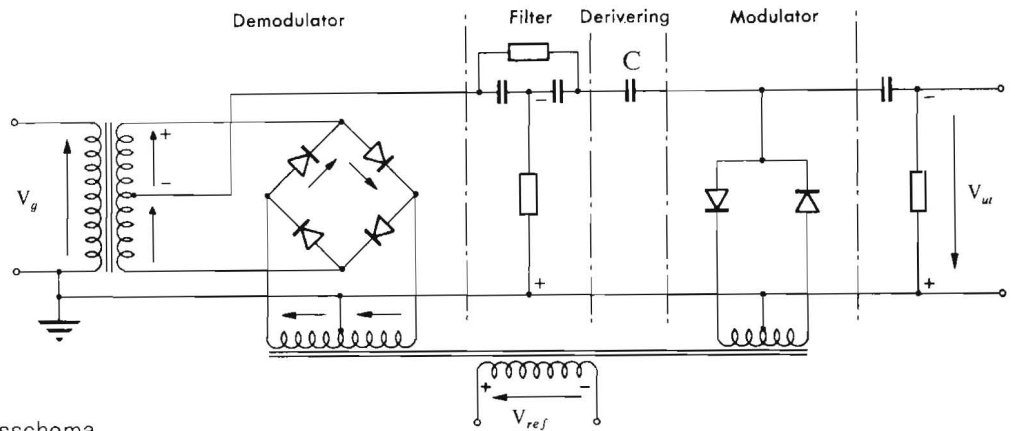 Demodulator Filter Derivering Modulator
C
+ − −
− V_g V_ut
+ +
+ −
V_ref
sschema